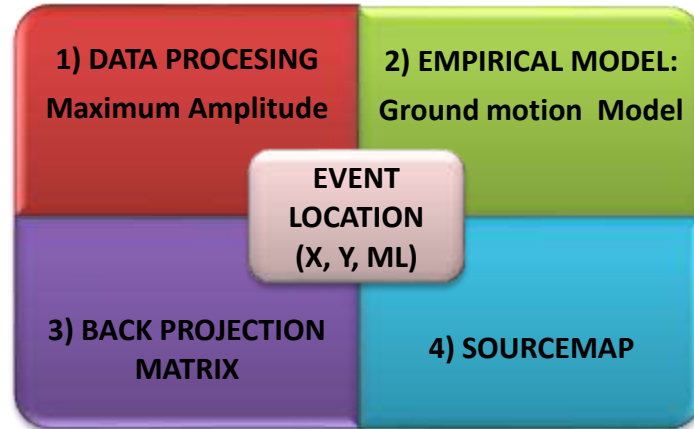 1) DATA PROCESING
Maximum Amplitude
2) EMPIRICAL MODEL:
Ground motion Model
EVENT
LOCATION
(X, Y, ML)
3) BACK PROJECTION
MATRIX
4) SOURCEMAP